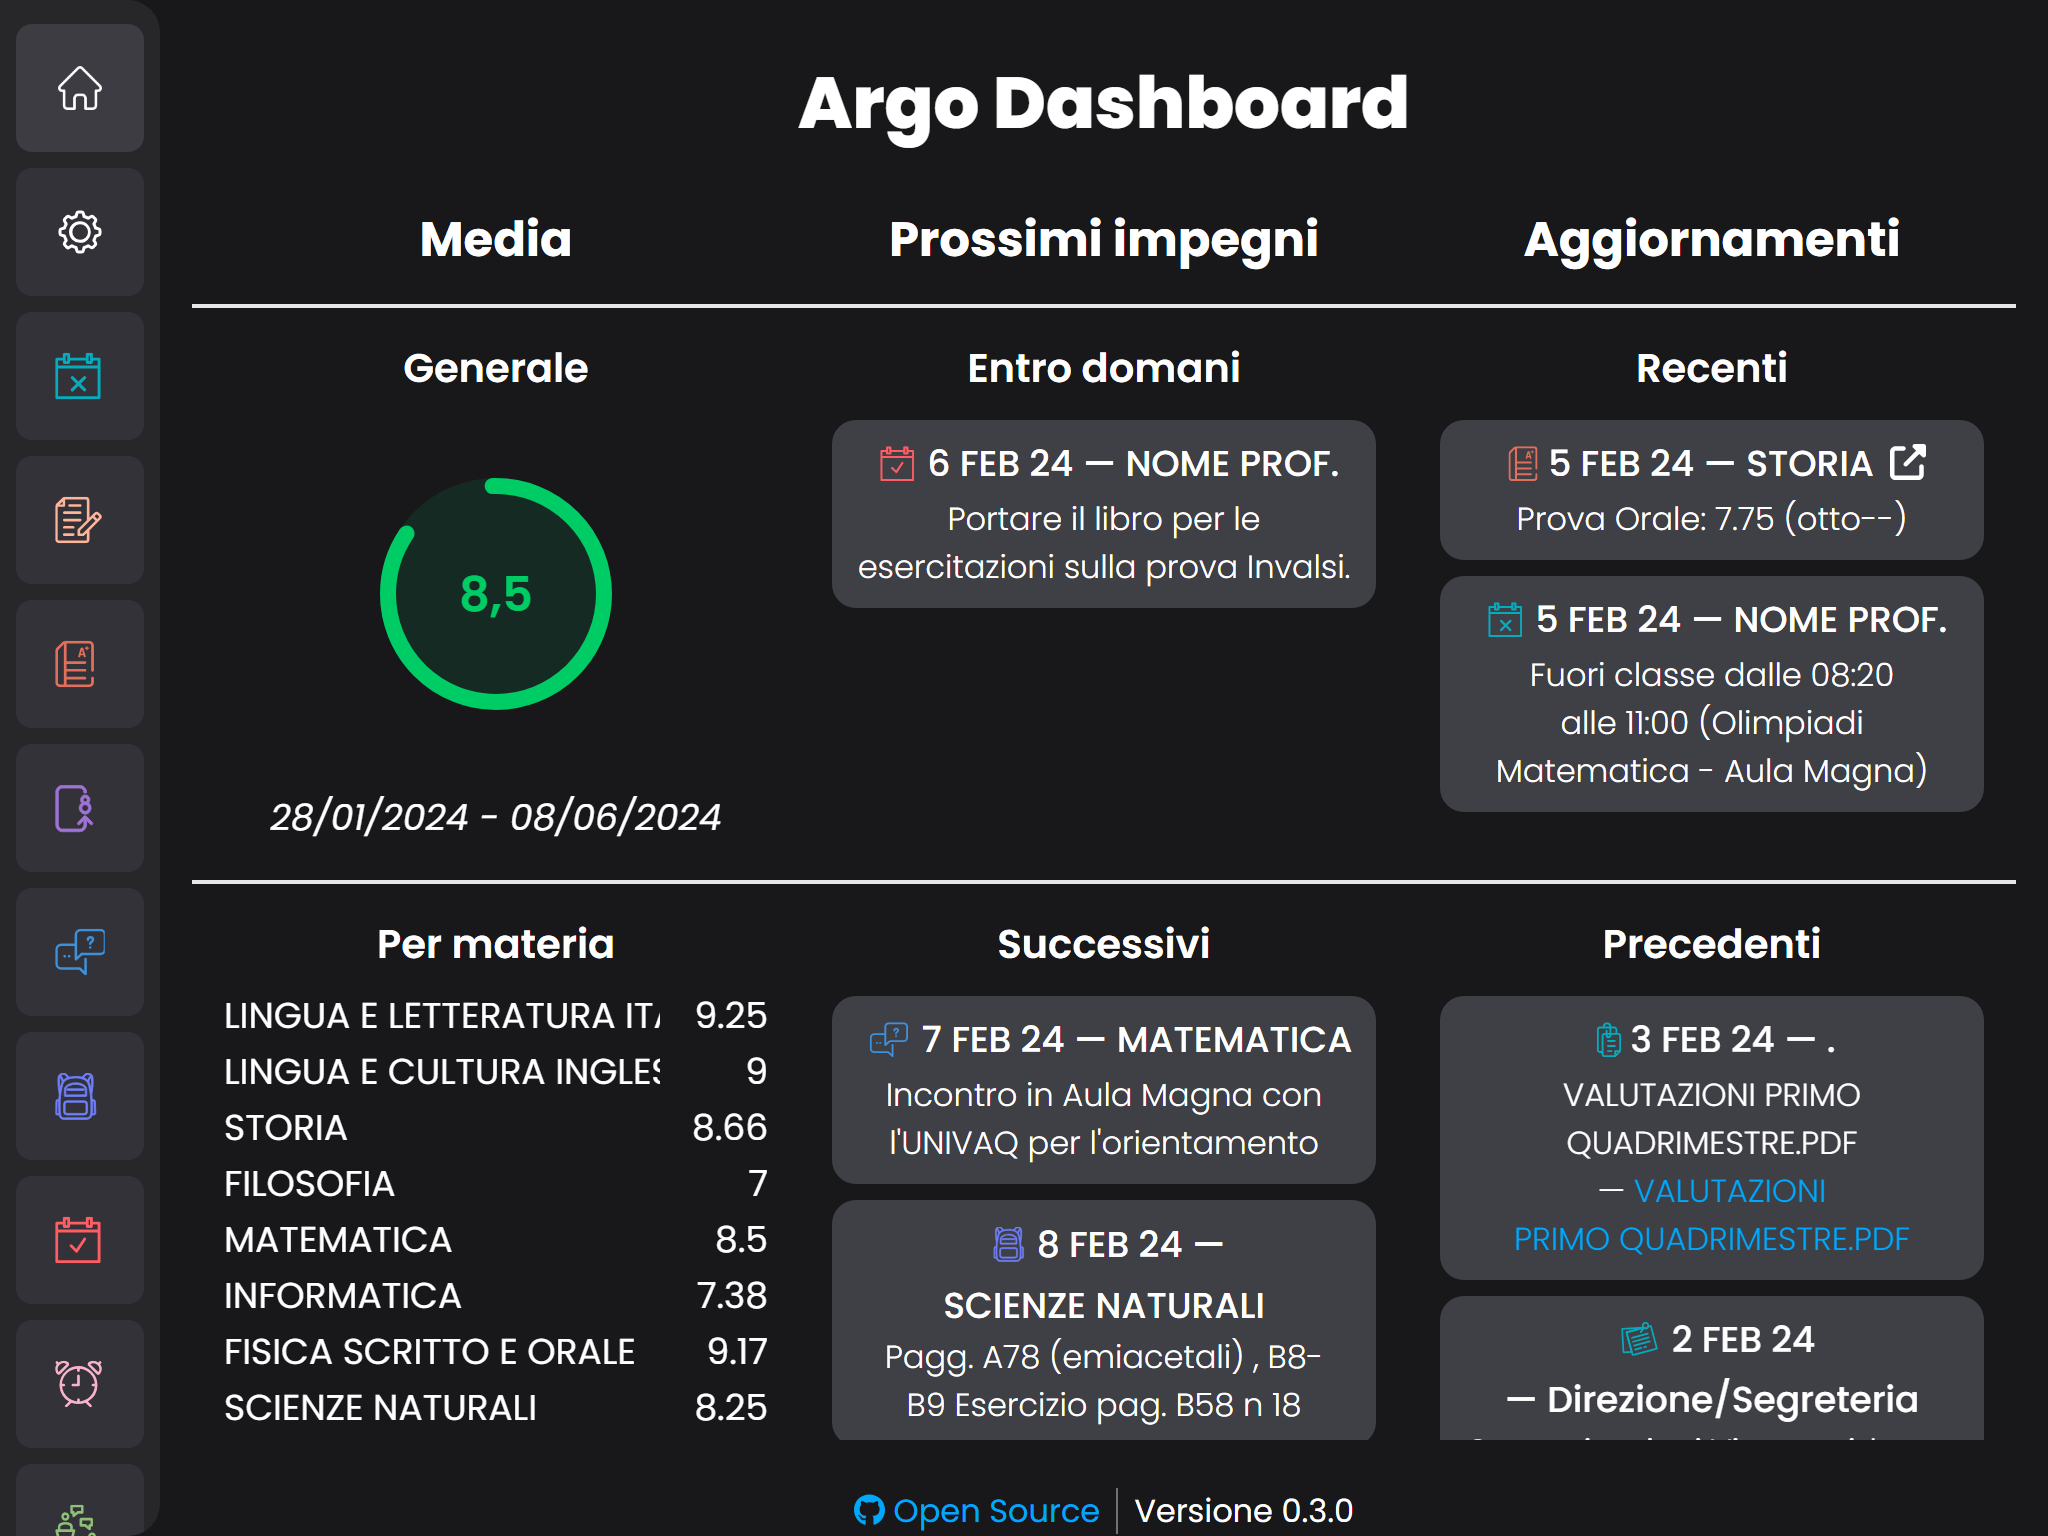 Argo Dashboard
Media
Generale
8,5
28/01/2024 - 08/06/2024
Per materia
LINGUA E LETTERATURA ITA 9.25
LINGUA E CULTURA INGLES 9
STORIA 8.66
FILOSOFIA 7
MATEMATICA 8.5
INFORMATICA 7.38
FISICA SCRITTO E ORALE 9.17
SCIENZE NATURALI 8.25
Prossimi impegni
Entro domani
6 FEB 24 — NOME PROF.
Portare il libro per le
esercitazioni sulla prova Invalsi.
Successivi
7 FEB 24 — MATEMATICA
Incontro in Aula Magna con
l'UNIVAQ per l'orientamento
8 FEB 24 —
SCIENZE NATURALI
Pagg. A78 (emiacetali) , B8-
B9 Esercizio pag. B58 n 18
Aggiornamenti
Recenti
5 FEB 24 — STORIA
Prova Orale: 7.75 (otto--)
5 FEB 24 — NOME PROF.
Fuori classe dalle 08:20
alle 11:00 (Olimpiadi
Matematica - Aula Magna)
Precedenti
3 FEB 24 — .
VALUTAZIONI PRIMO
QUADRIMESTRE.PDF
— VALUTAZIONI
PRIMO QUADRIMESTRE.PDF
2 FEB 24
— Direzione/Segreteria
Open Source
Versione 0.3.0